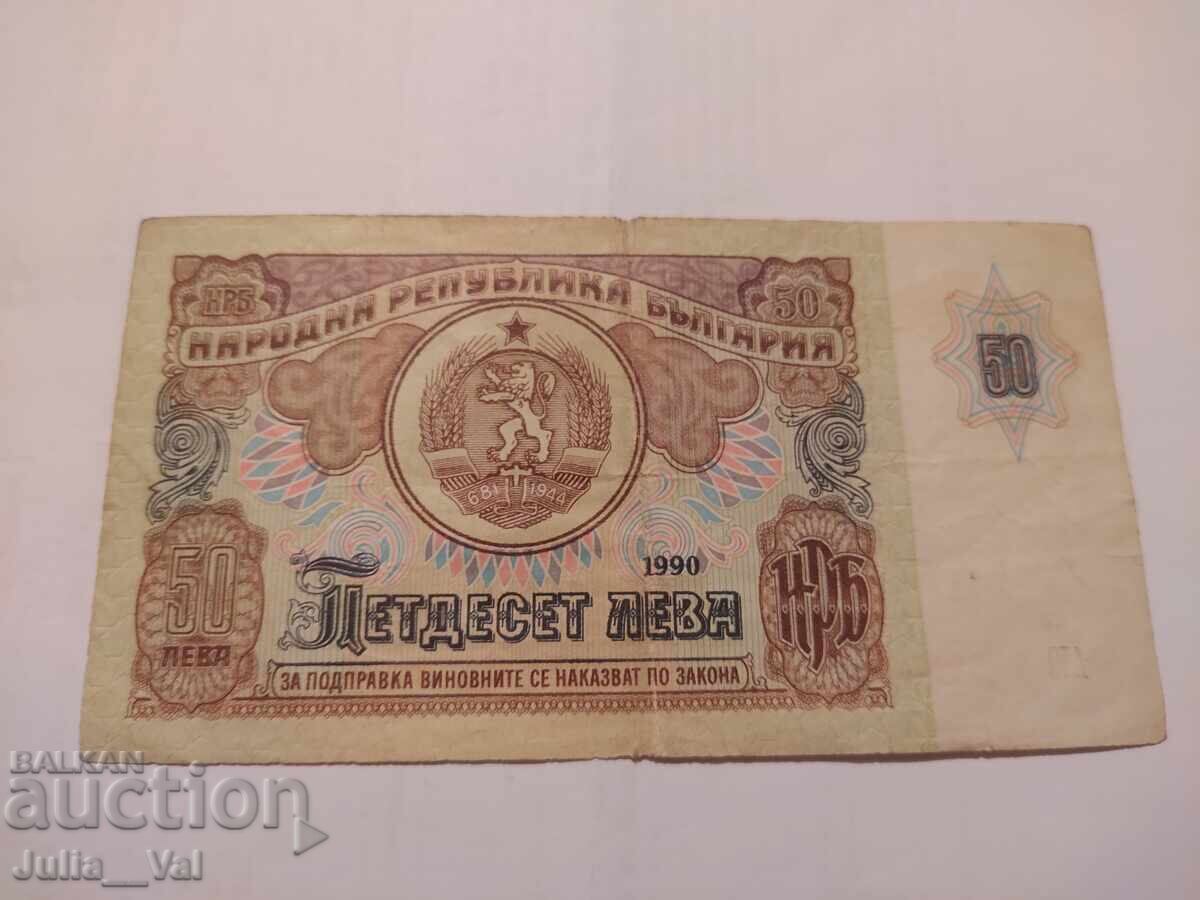 НРБ
50
НАРОДНА РЕПУБЛИКА БЪЛГАРИЯ
50
681 1944
1990
50
ЛЕВА
ПЕТДЕСЕТ ЛЕВА
НРБ
ЗА ПОДПРАВКА ВИНОВНИТЕ СЕ НАКАЗВАТ ПО ЗАКОНА
BALKAN
auction
Julia__Val